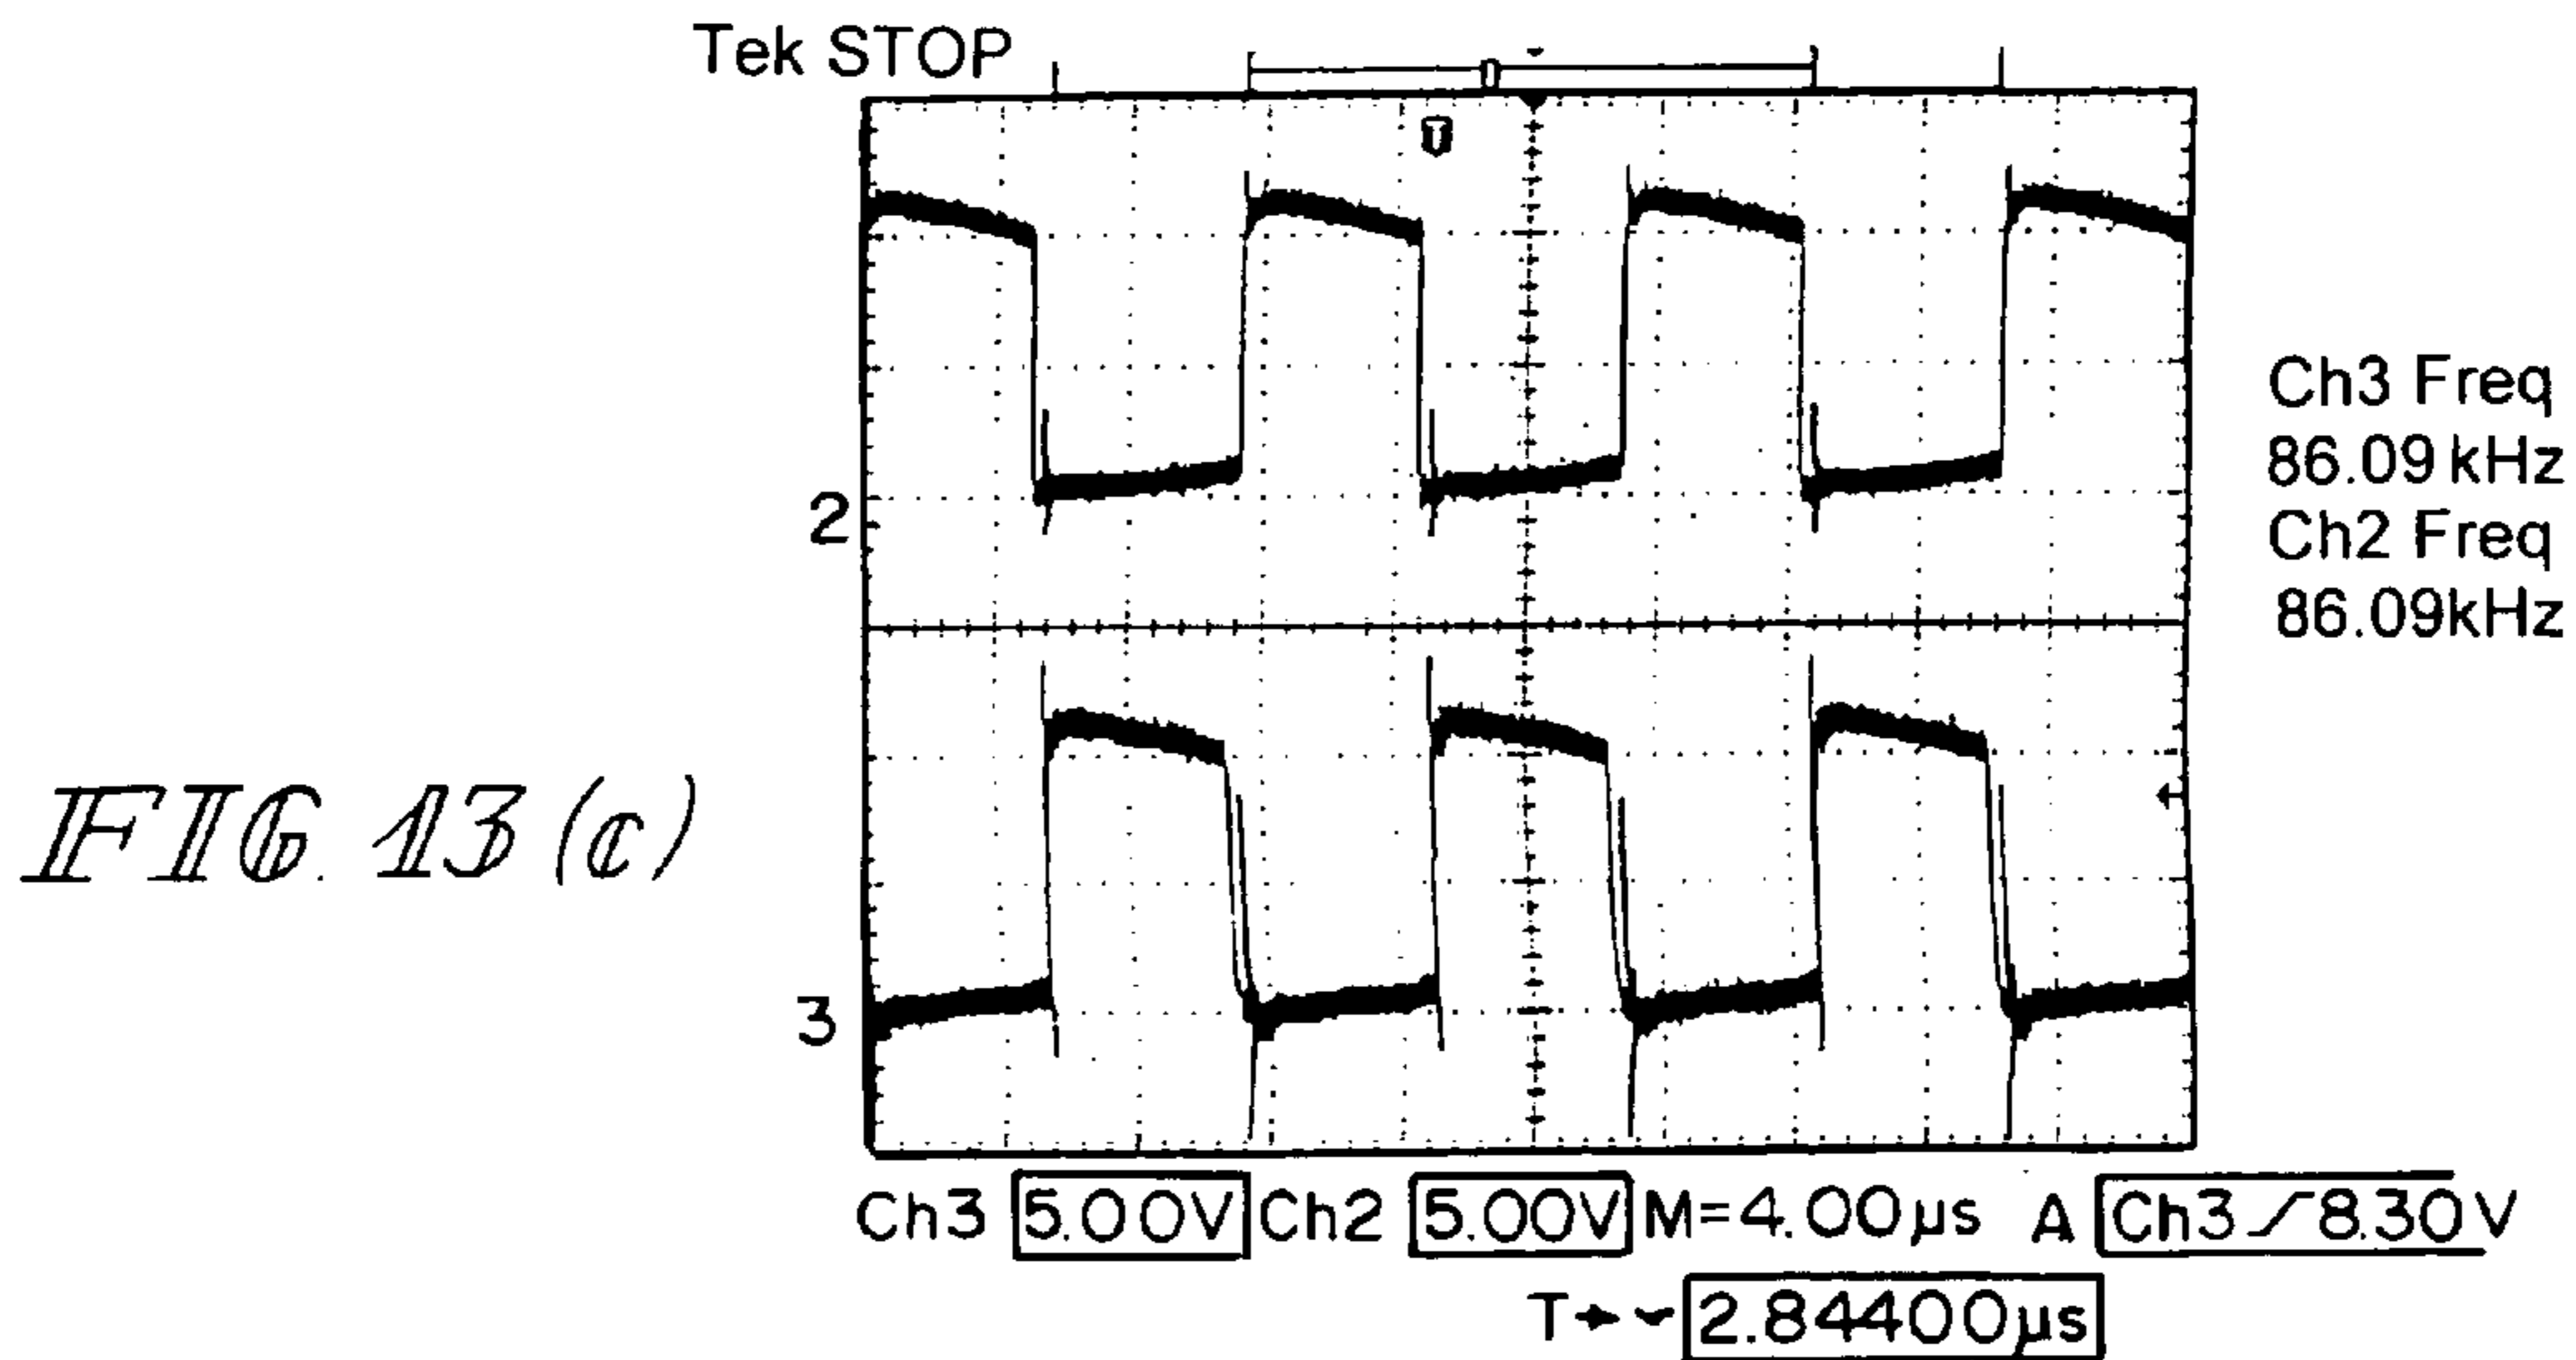 Tek STOP
T
Ch3 Freq
86.09 kHz
Ch2 Freq
86.09kHz
2
3
FIG. 13 (c)
Ch3 5.00V Ch2 5.00V M=4.00µs A Ch3 8.30V
T 2.84400µs